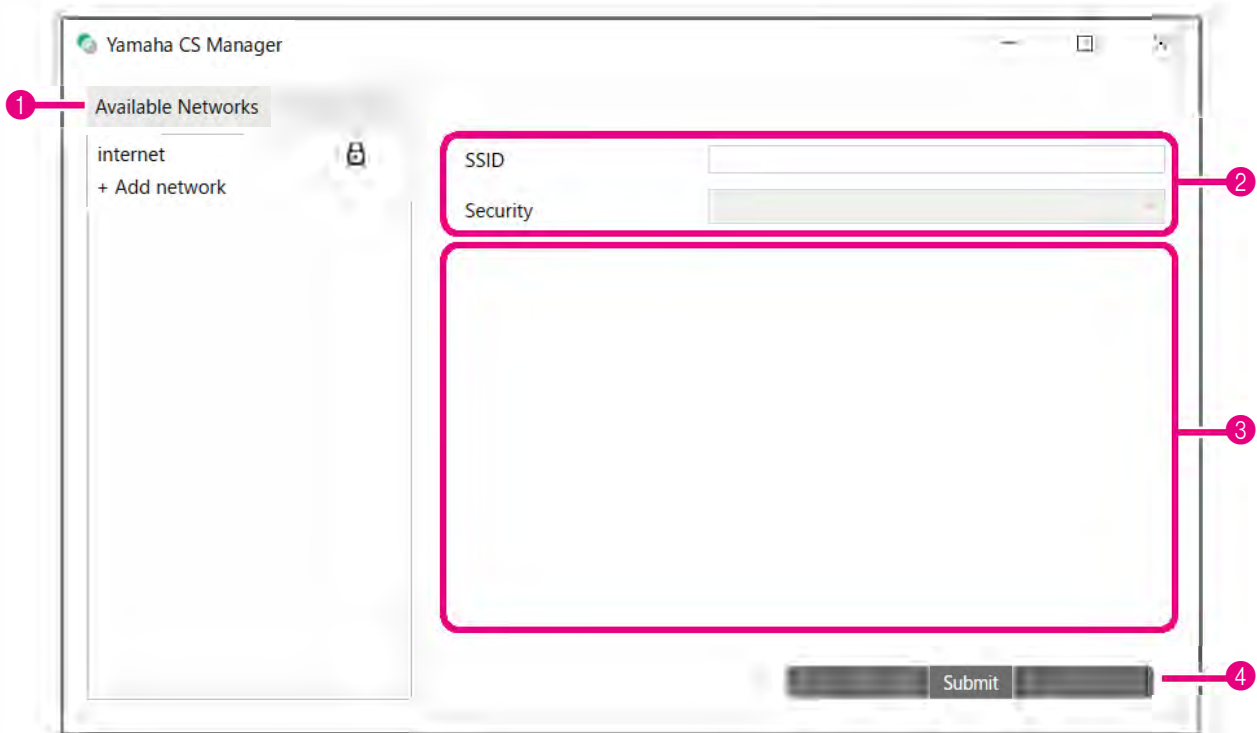 Yamaha CS Manager
1
Available Networks
internet
+ Add network
SSID
Security
2
3
Submit
4